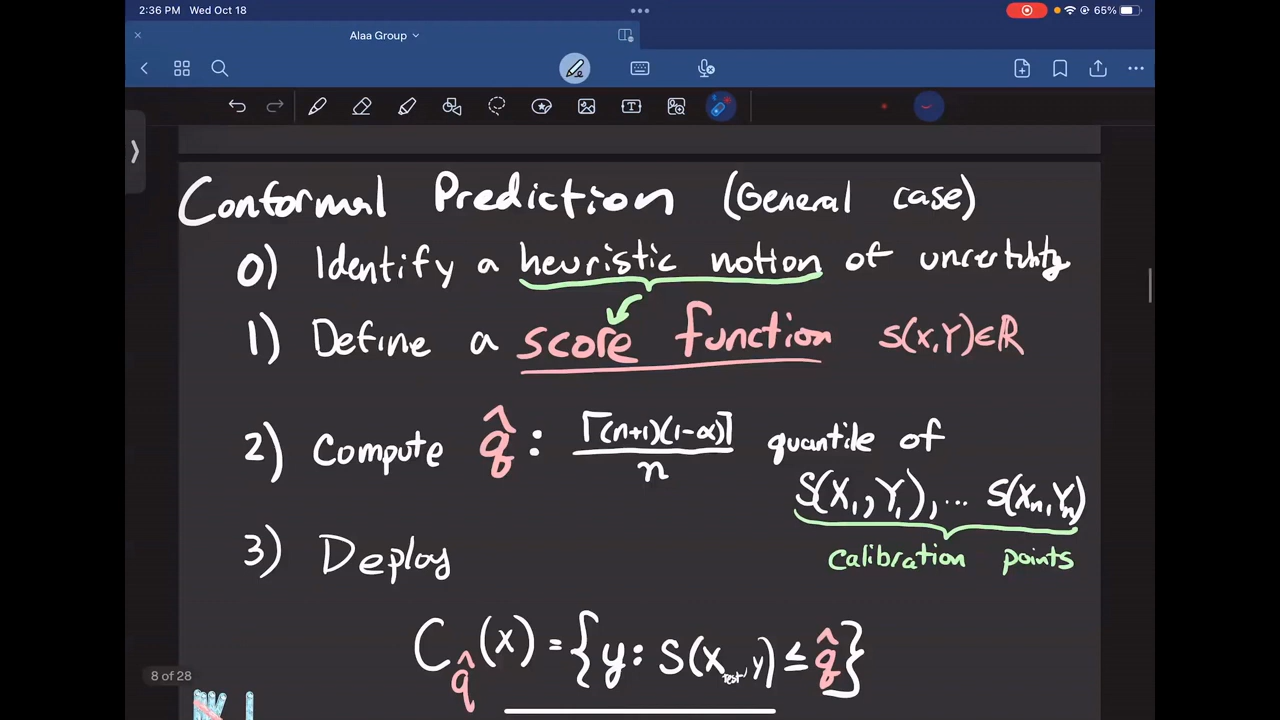 2:36 PM Wed Oct 18
65%
Alaa Group
Conformal Prediction (General case)
0) Identify a heuristic notion of uncertainty
1) Define a score function S(X,Y)∈ℝ
2) Compute q̂ : ⌈(n+1)(1-α)⌉/n quantile of
S(X₁,Y₁),... S(Xₙ,Yₙ)
calibration points
3) Deploy
C_q̂(X) = {y: S(X_test, y) ≤ q̂}
8 of 28